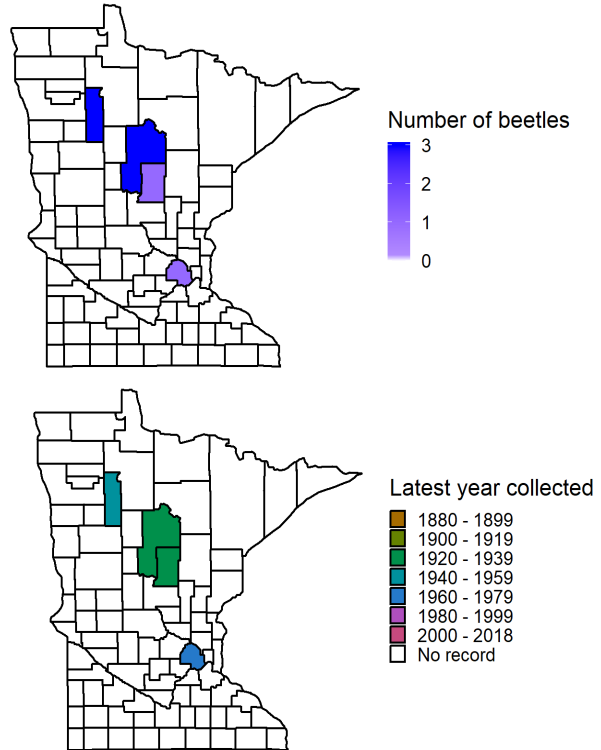 Number of beetles
3
2
1
0
Latest year collected
1880 - 1899
1900 - 1919
1920 - 1939
1940 - 1959
1960 - 1979
1980 - 1999
2000 - 2018
No record